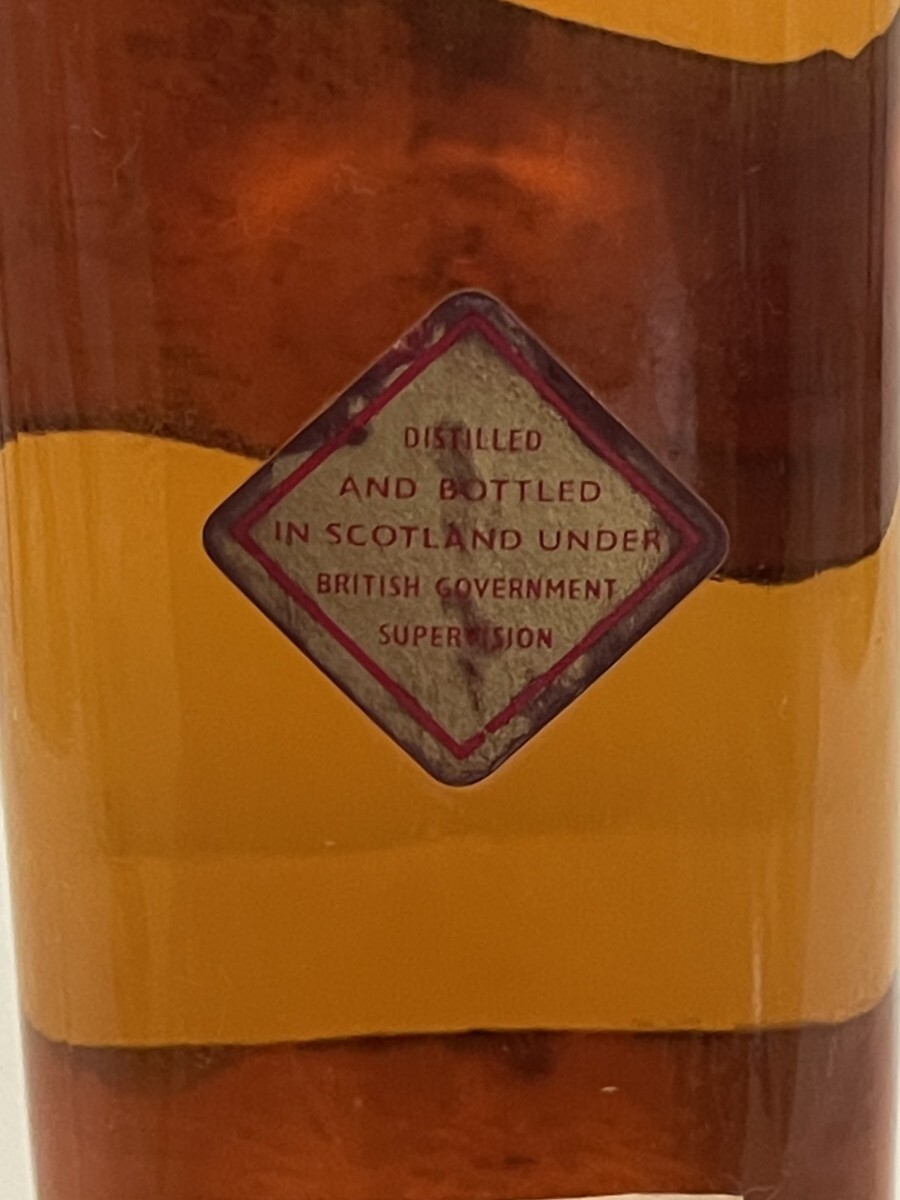 DISTILLED
AND BOTTLED
IN SCOTLAND UNDER
BRITISH GOVERNMENT
SUPERVISION